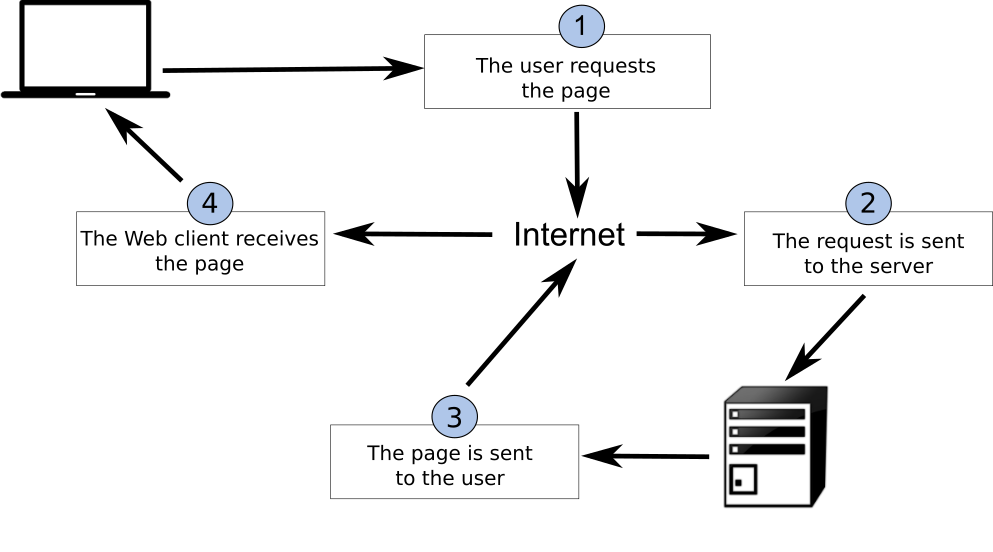 1
The user requests
the page
Internet
2
The request is sent
to the server
3
The page is sent
to the user
4
The Web client receives
the page